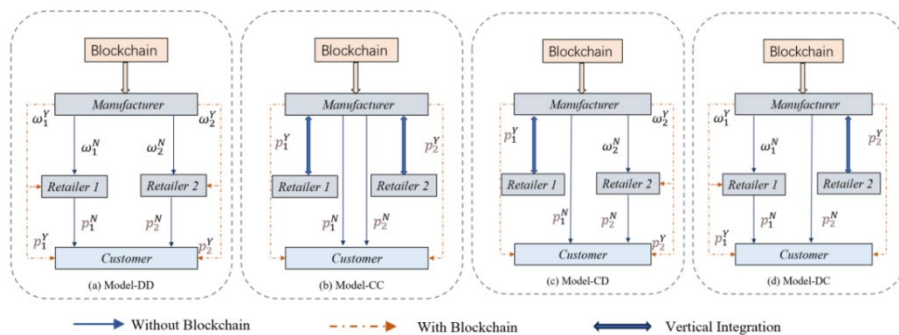 Blockchain
Manufacturer
ω₁ʸ ω₂ʸ
ω₁ᴺ ω₂ᴺ
Retailer 1 Retailer 2
p₁ᴺ p₂ᴺ
p₁ʸ p₂ʸ
Customer
(a) Model-DD
Blockchain
Manufacturer
p₁ʸ p₂ʸ
Retailer 1 Retailer 2
p₁ᴺ p₂ᴺ
Customer
(b) Model-CC
Blockchain
Manufacturer
p₁ʸ ω₂ʸ
ω₂ᴺ
Retailer 1 Retailer 2
p₁ᴺ p₂ᴺ
p₂ʸ
Customer
(c) Model-CD
Blockchain
Manufacturer
ω₁ʸ p₂ʸ
ω₁ᴺ
Retailer 1 Retailer 2
p₁ᴺ p₂ᴺ
p₁ʸ
Customer
(d) Model-DC
Without Blockchain With Blockchain Vertical Integration